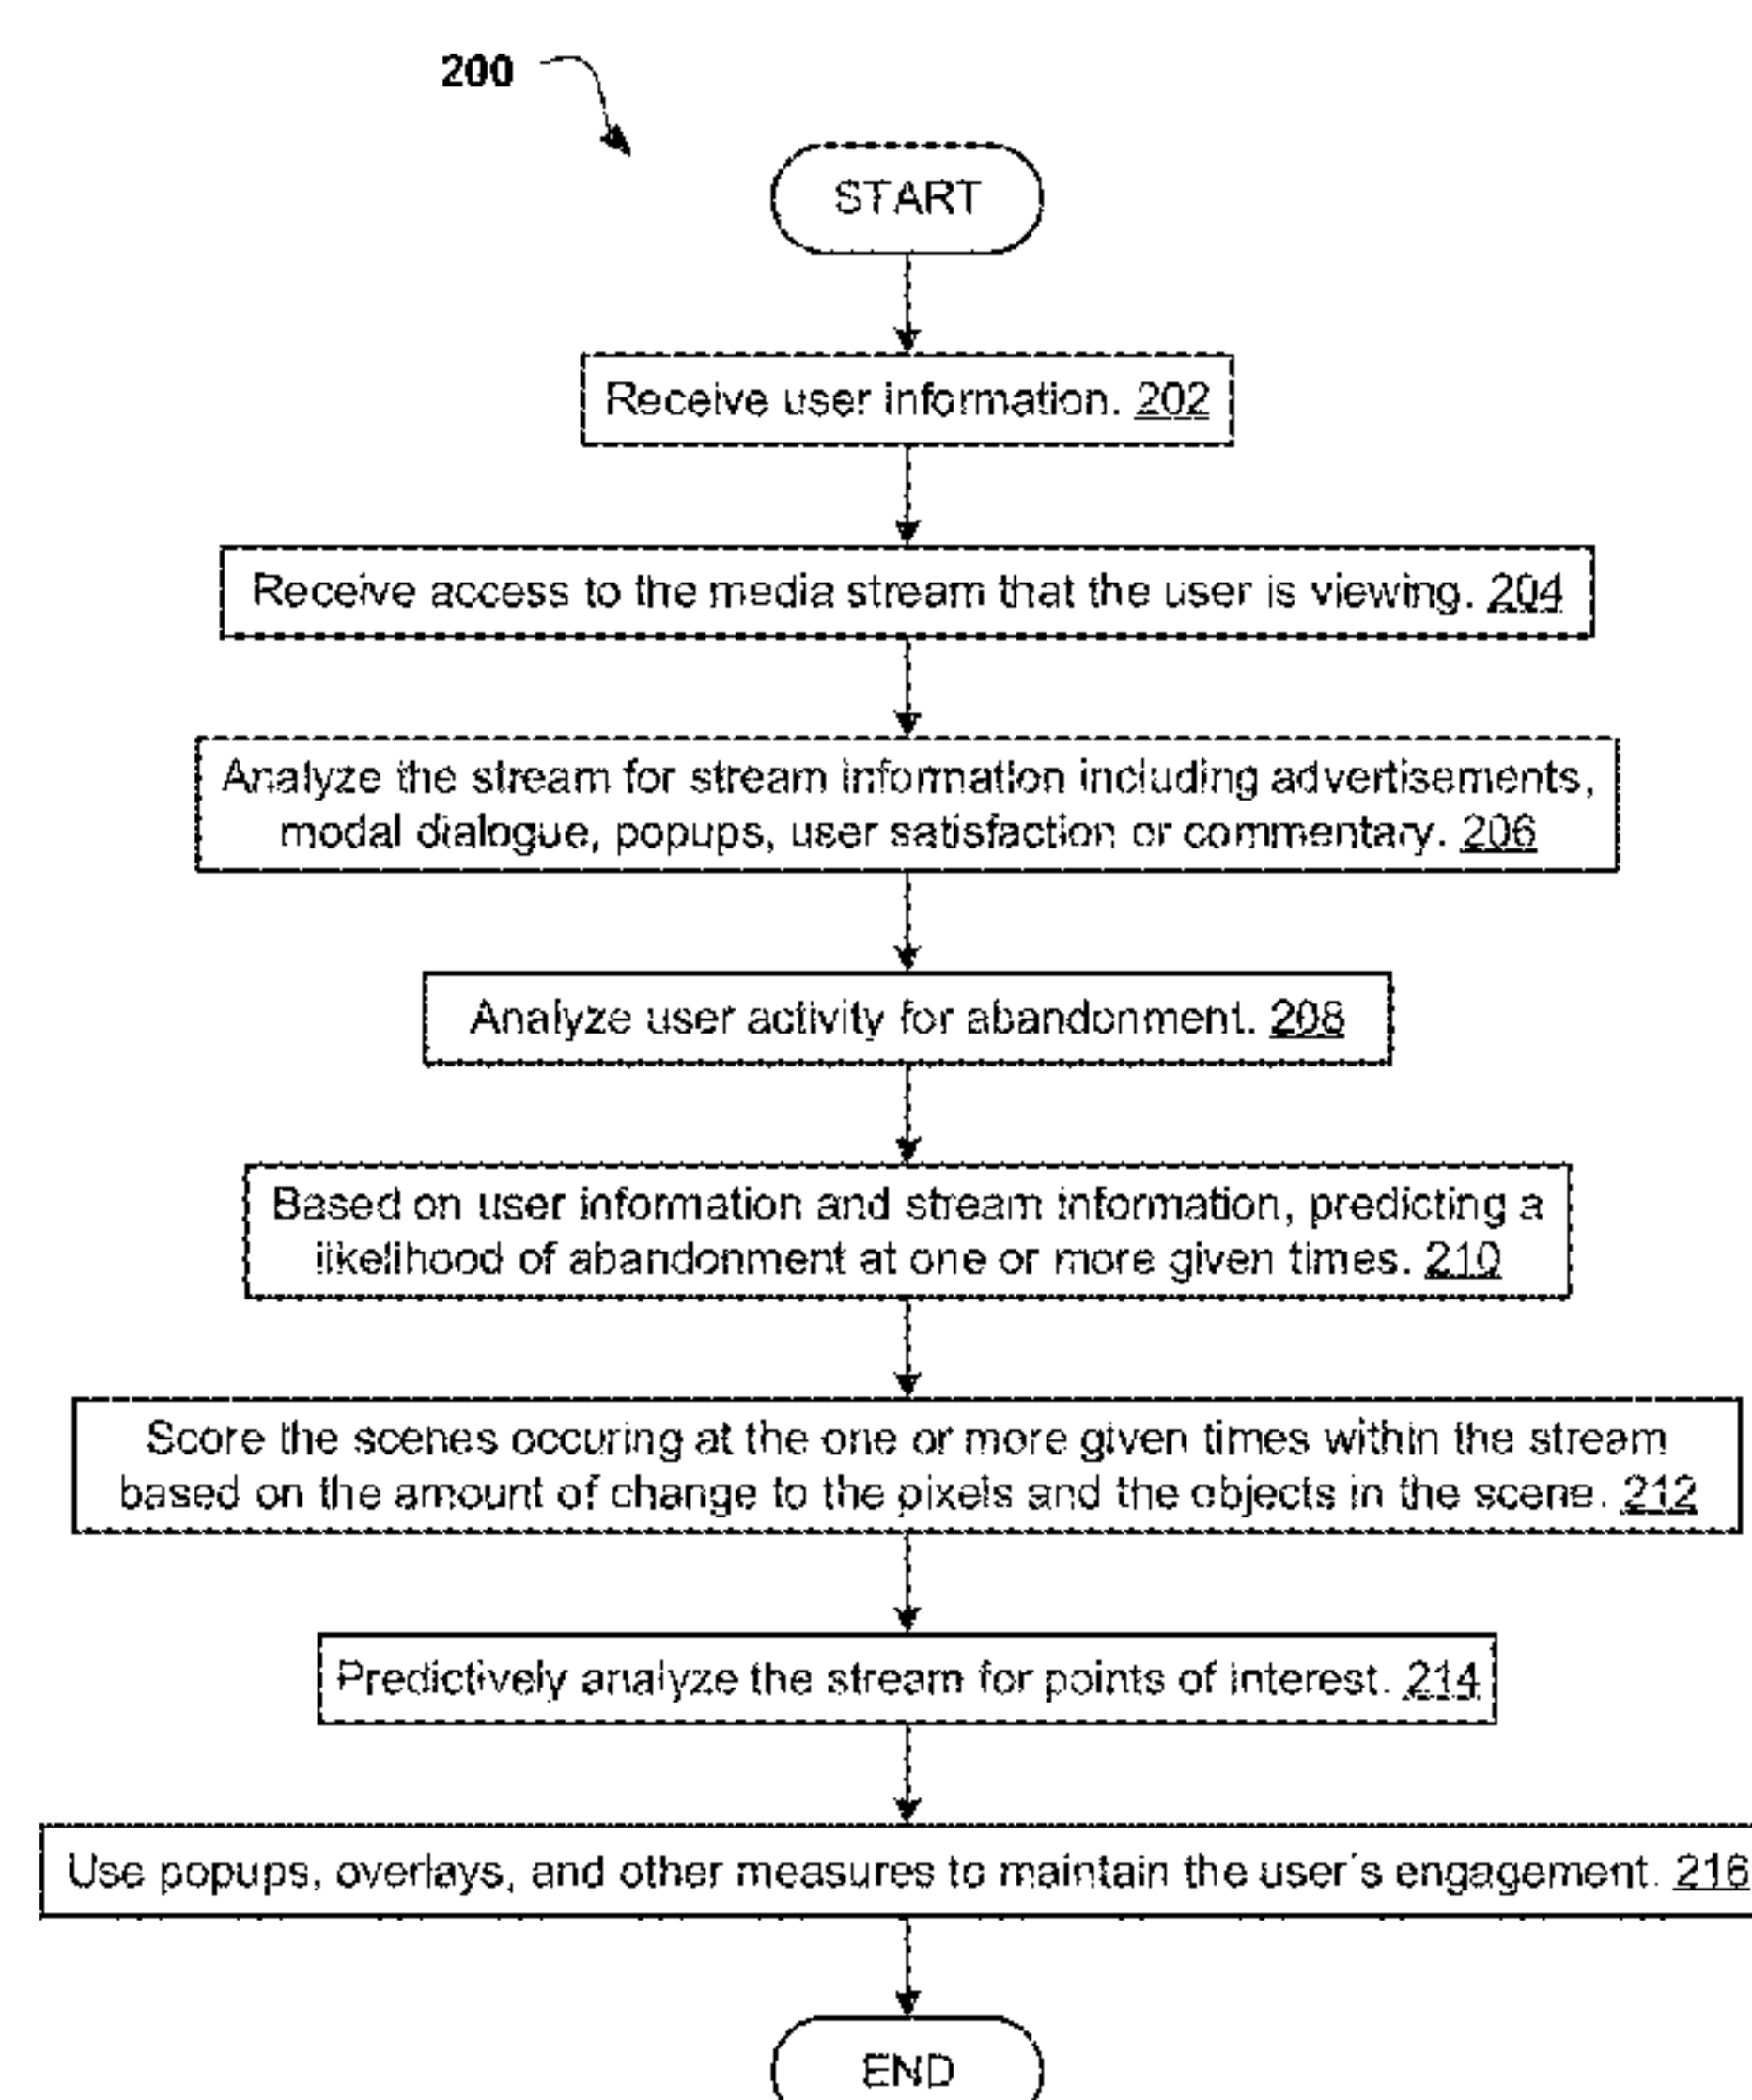 200
START
Receive user information. 202
Receive access to the media stream that the user is viewing. 204
Analyze the stream for stream information including advertisements,
modal dialogue, popups, user satisfaction or commentary. 206
Analyze user activity for abandonment. 208
Based on user information and stream information, predicting a
likelihood of abandonment at one or more given times. 210
Score the scenes occuring at the one or more given times within the stream
based on the amount of change to the pixels and the objects in the scene. 212
Predictively analyze the stream for points of interest. 214
Use popups, overlays, and other measures to maintain the user's engagement. 216
END